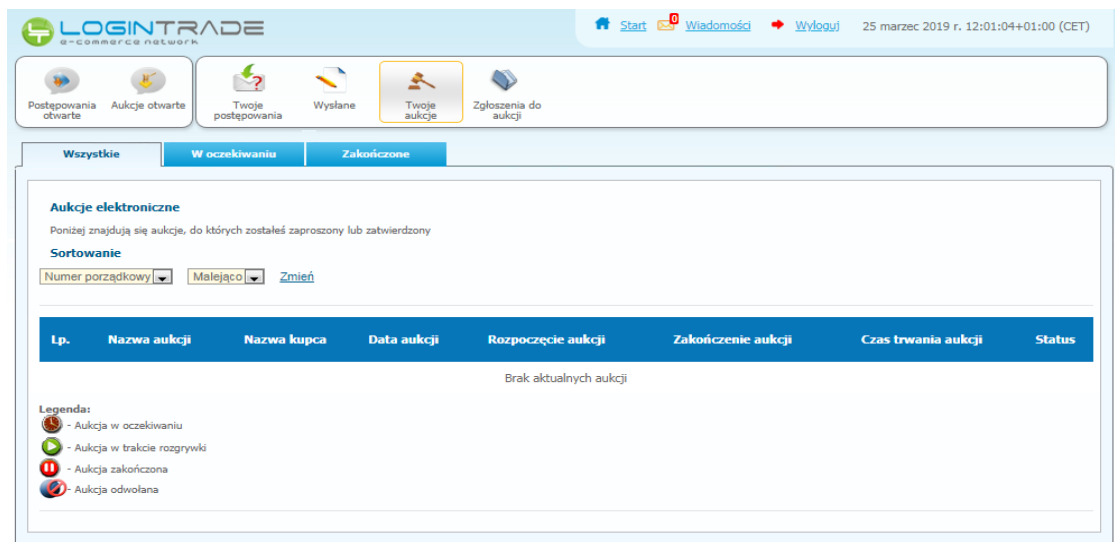 LOGINTRADE
e-commerce network
Start 0 Wiadomości Wyloguj 25 marzec 2019 r. 12:01:04+01:00 (CET)
Postępowania otwarte
Aukcje otwarte
Twoje postępowania
Wysłane
Twoje aukcje
Zgłoszenia do aukcji
Wszystkie W oczekiwaniu Zakończone
Aukcje elektroniczne
Poniżej znajdują się aukcje, do których zostałeś zaproszony lub zatwierdzony
Sortowanie
Numer porządkowy Malejąco Zmień
Lp. Nazwa aukcji Nazwa kupca Data aukcji Rozpoczęcie aukcji Zakończenie aukcji Czas trwania aukcji Status
Brak aktualnych aukcji
Legenda:
- Aukcja w oczekiwaniu
- Aukcja w trakcie rozgrywki
- Aukcja zakończona
- Aukcja odwołana